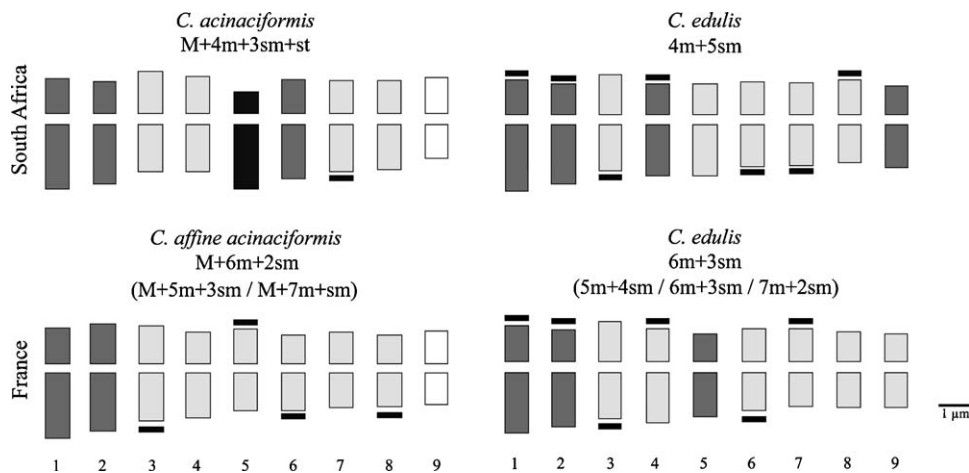 C. acinaciformis
M+4m+3sm+st
C. edulis
4m+5sm
South Africa
C. affine acinaciformis
M+6m+2sm
(M+5m+3sm / M+7m+sm)
C. edulis
6m+3sm
(5m+4sm / 6m+3sm / 7m+2sm)
France
1 μm
1 2 3 4 5 6 7 8 9 1 2 3 4 5 6 7 8 9